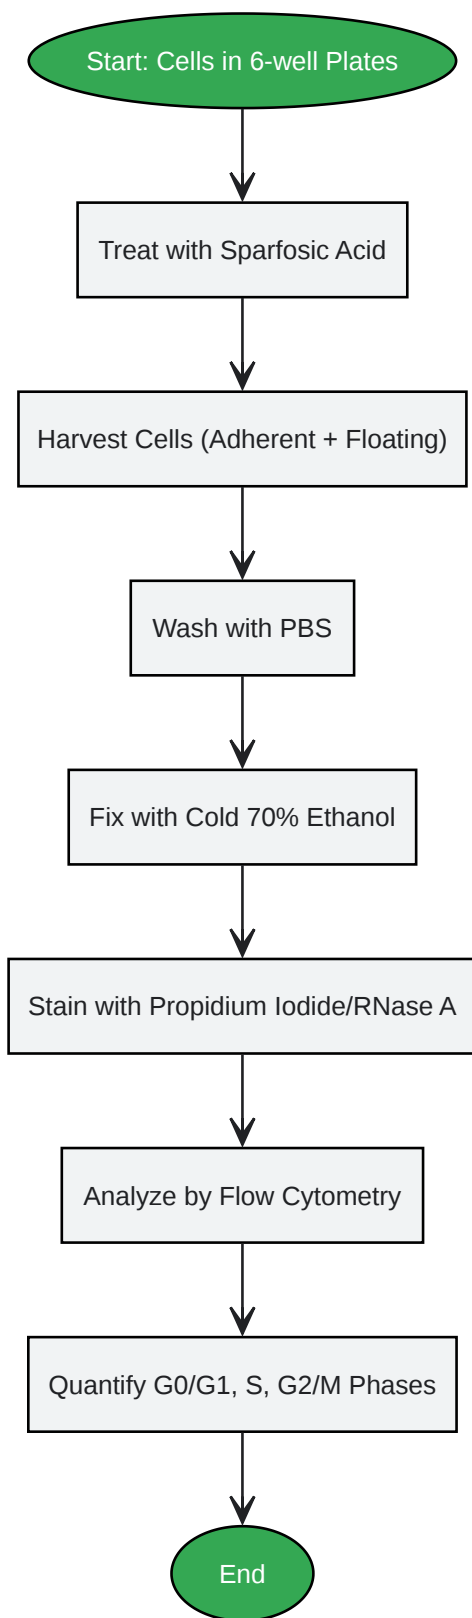 Start: Cells in 6-well Plates
Treat with Sparfosic Acid
Harvest Cells (Adherent + Floating)
Wash with PBS
Fix with Cold 70% Ethanol
Stain with Propidium Iodide/RNase A
Analyze by Flow Cytometry
Quantify G0/G1, S, G2/M Phases
End